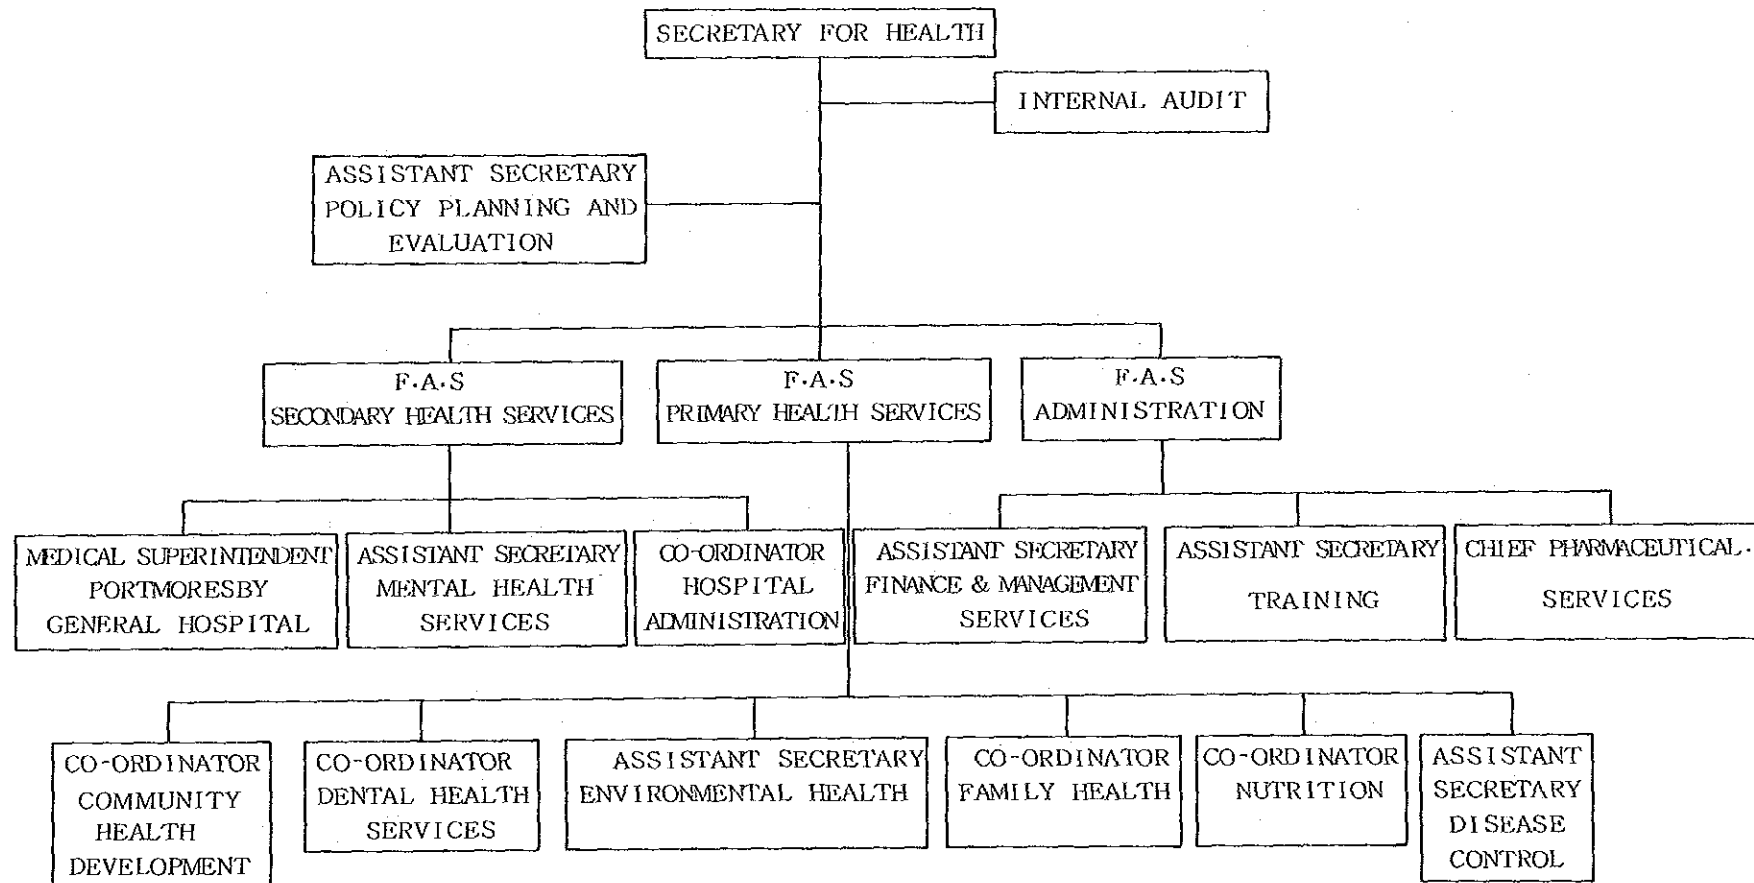 SECRETARY FOR HEALTH
INTERNAL AUDIT
ASSISTANT SECRETARY
POLICY PLANNING AND
EVALUATION
F.A.S
SECONDARY HEALTH SERVICES
F.A.S
PRIMARY HEALTH SERVICES
F.A.S
ADMINISTRATION
MEDICAL SUPERINTENDENT
PORTMORESBY
GENERAL HOSPITAL
ASSISTANT SECRETARY
MENTAL HEALTH
SERVICES
CO-ORDINATOR
HOSPITAL
ADMINISTRATION
ASSISTANT SECRETARY
FINANCE & MANAGEMENT
SERVICES
ASSISTANT SECRETARY
TRAINING
CHIEF PHARMACEUTICAL.
SERVICES
CO-ORDINATOR
COMMUNITY
HEALTH
DEVELOPMENT
CO-ORDINATOR
DENTAL HEALTH
SERVICES
ASSISTANT SECRETARY
ENVIRONMENTAL HEALTH
CO-ORDINATOR
FAMILY HEALTH
CO-ORDINATOR
NUTRITION
ASSISTANT
SECRETARY
DISEASE
CONTROL